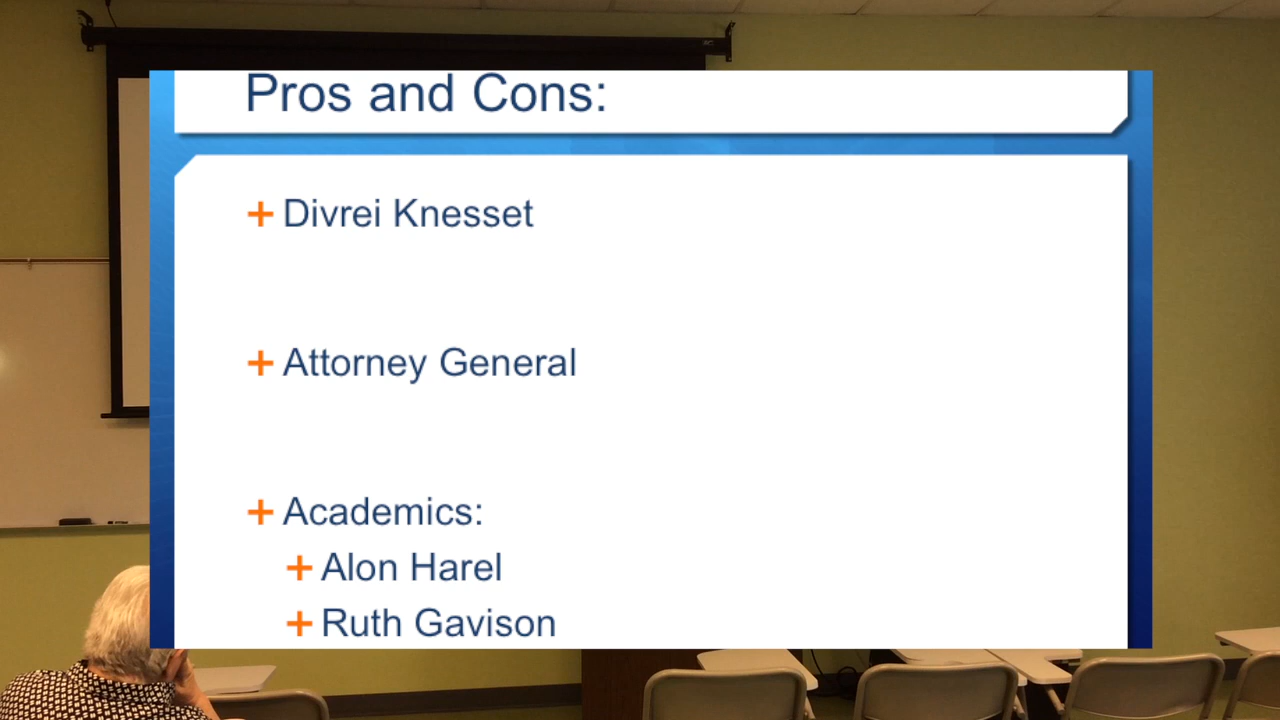 Pros and Cons:
+ Divrei Knesset
+ Attorney General
+ Academics:
+ Alon Harel
+ Ruth Gavison